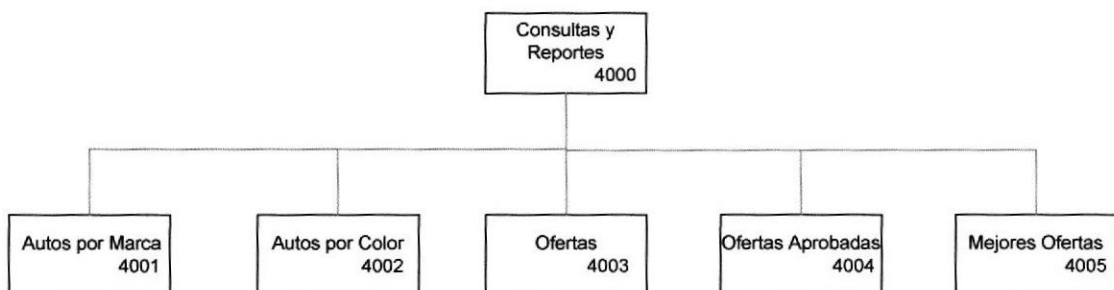 Consultas y
Reportes
4000
Autos por Marca
4001
Autos por Color
4002
Ofertas
4003
Ofertas Aprobadas
4004
Mejores Ofertas
4005